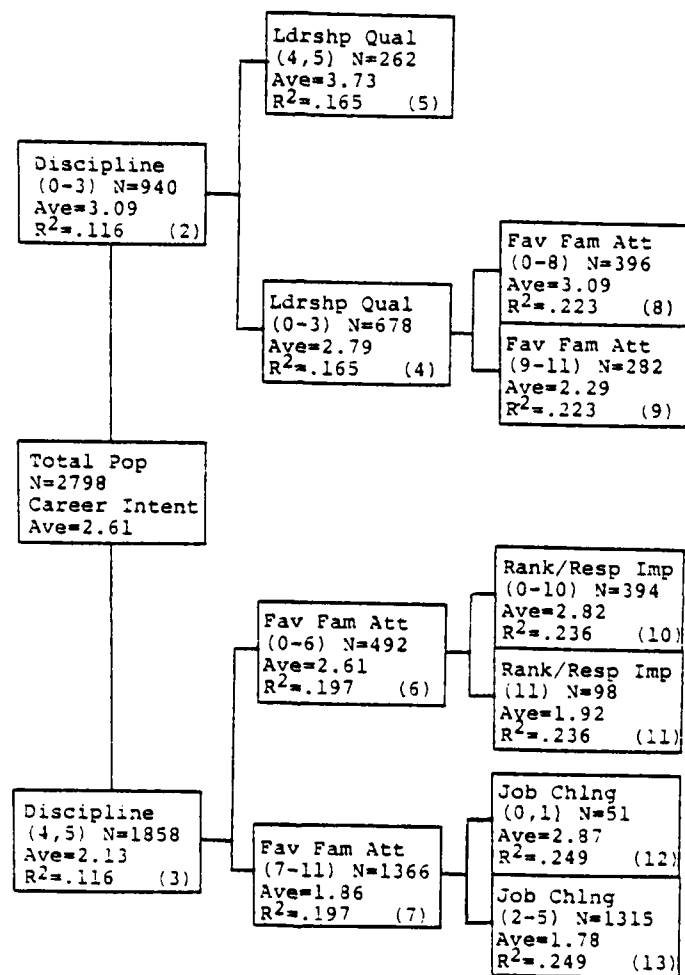 Ldrshp Qual
(4,5) N=262
Ave=3.73
R²=.165 (5)
Discipline
(0-3) N=940
Ave=3.09
R²=.116 (2)
Fav Fam Att
(0-8) N=396
Ave=3.09
R²=.223 (8)
Ldrshp Qual
(0-3) N=678
Ave=2.79
R²=.165 (4)
Fav Fam Att
(9-11) N=282
Ave=2.29
R²=.223 (9)
Total Pop
N=2798
Career Intent
Ave=2.61
Rank/Resp Imp
(0-10) N=394
Ave=2.82
R²=.236 (10)
Fav Fam Att
(0-6) N=492
Ave=2.61
R²=.197 (6)
Rank/Resp Imp
(11) N=98
Ave=1.92
R²=.236 (11)
Discipline
(4,5) N=1858
Ave=2.13
R²=.116 (3)
Job Chlng
(0,1) N=51
Ave=2.87
R²=.249 (12)
Fav Fam Att
(7-11) N=1366
Ave=1.86
R²=.197 (7)
Job Chlng
(2-5) N=1315
Ave=1.78
R²=.249 (13)